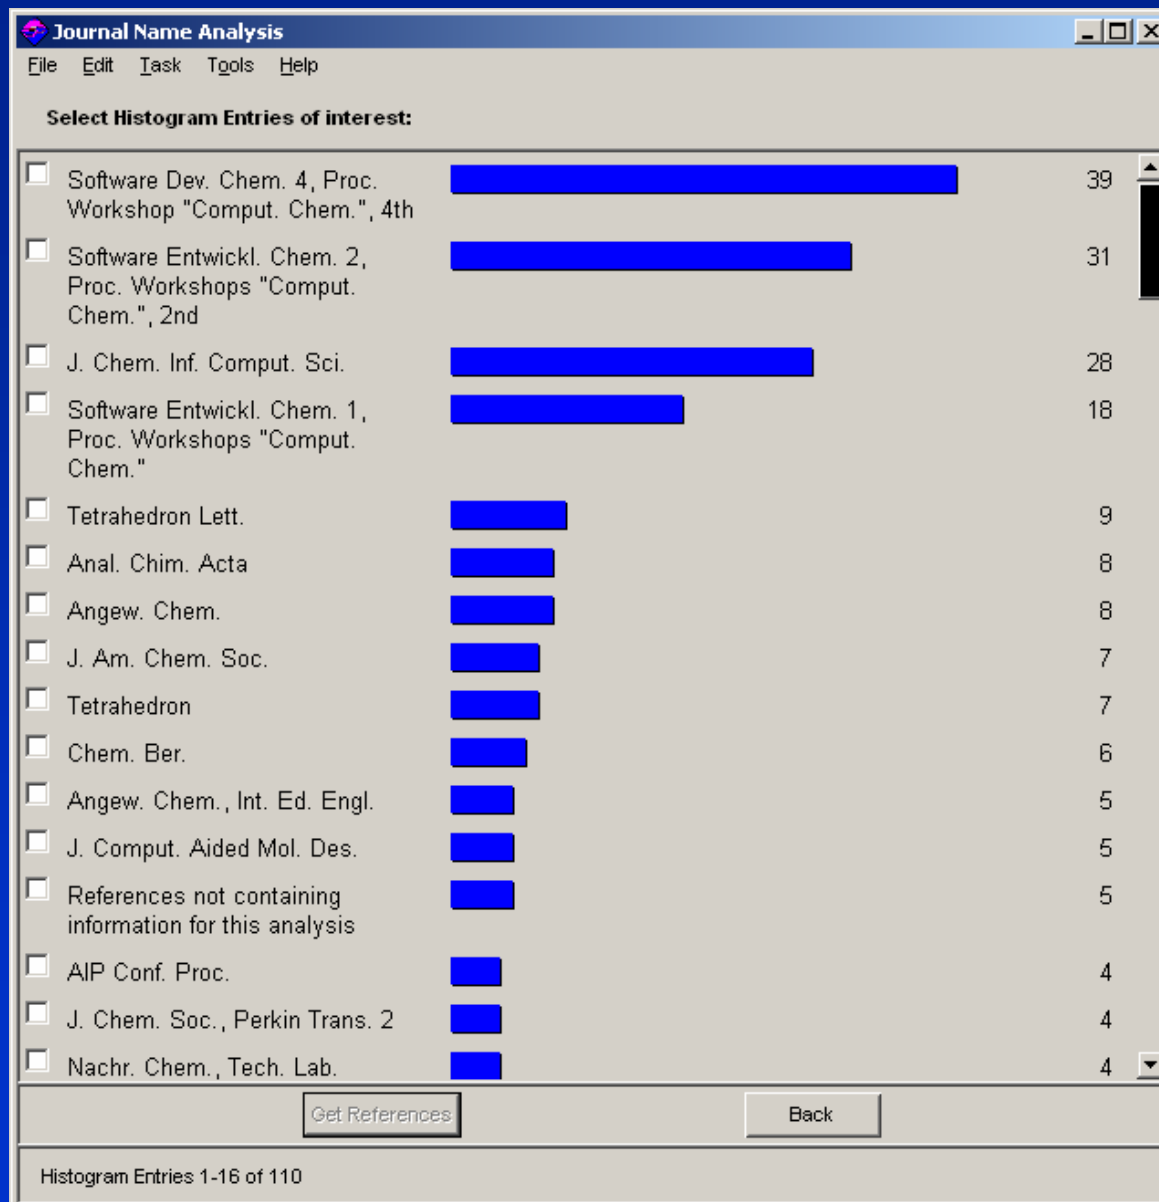 Journal Name Analysis
File Edit Task Tools Help
Select Histogram Entries of interest:
Software Dev. Chem. 4, Proc. 39
Workshop "Comput. Chem.", 4th
Software Entwickl. Chem. 2, 31
Proc. Workshops "Comput.
Chem.", 2nd
J. Chem. Inf. Comput. Sci. 28
Software Entwickl. Chem. 1, 18
Proc. Workshops "Comput.
Chem."
Tetrahedron Lett. 9
Anal. Chim. Acta 8
Angew. Chem. 8
J. Am. Chem. Soc. 7
Tetrahedron 7
Chem. Ber. 6
Angew. Chem., Int. Ed. Engl. 5
J. Comput. Aided Mol. Des. 5
References not containing 5
information for this analysis
AIP Conf. Proc. 4
J. Chem. Soc., Perkin Trans. 2 4
Nachr. Chem., Tech. Lab. 4
Get References Back
Histogram Entries 1-16 of 110